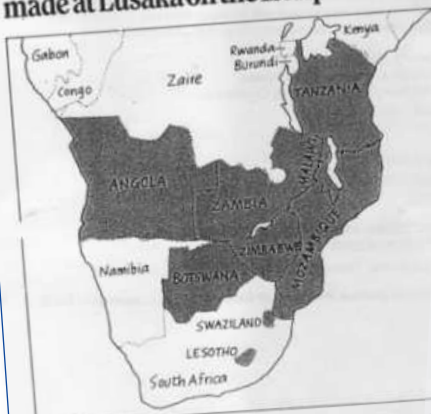 made at Lusaka on the
Gabon
Congo
Zaire
Rwanda
Burundi
Kenya
TANZANIA
ANGOLA
ZAMBIA
MALAWI
MOZAMBIQUE
ZIMBABWE
Namibia
BOTSWANA
SWAZILAND
LESOTHO
South Africa